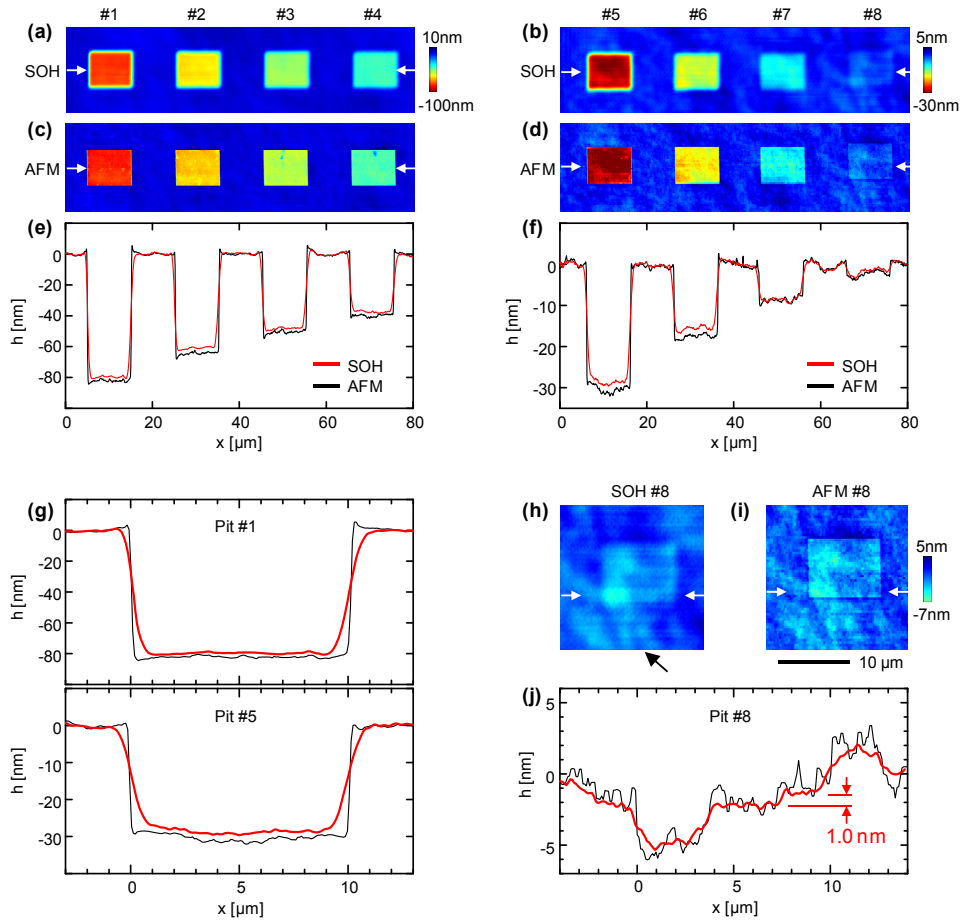 #1 #2 #3 #4
(a) SOH 10nm -100nm
(c) AFM
(e)
h [nm]
0
-20
-40
-60
-80
SOH
AFM
0 20 40 60 80
x [µm]
#5 #6 #7 #8
(b) SOH 5nm -30nm
(d) AFM
(f)
h [nm]
0
-10
-20
-30
SOH
AFM
0 20 40 60 80
x [µm]
(g) Pit #1
h [nm]
0
-20
-40
-60
-80
Pit #5
h [nm]
0
-10
-20
-30
0 5 10
x [µm]
SOH #8 AFM #8
(h) (i)
5nm
-7nm
10 µm
(j) Pit #8
h [nm]
5
0
-5
1.0 nm
0 5 10
x [µm]